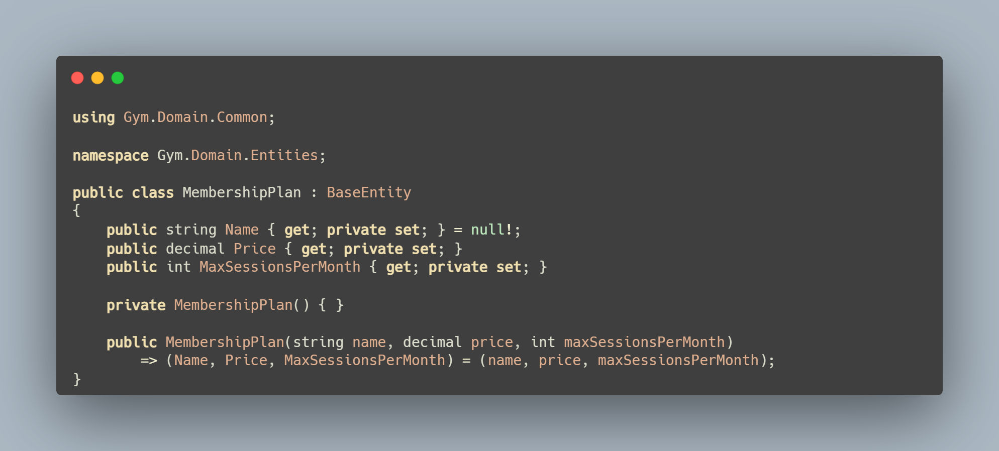 using Gym.Domain.Common;

namespace Gym.Domain.Entities;

public class MembershipPlan : BaseEntity
{
    public string Name { get; private set; } = null!;
    public decimal Price { get; private set; }
    public int MaxSessionsPerMonth { get; private set; }

    private MembershipPlan() { }

    public MembershipPlan(string name, decimal price, int maxSessionsPerMonth)
        => (Name, Price, MaxSessionsPerMonth) = (name, price, maxSessionsPerMonth);
}